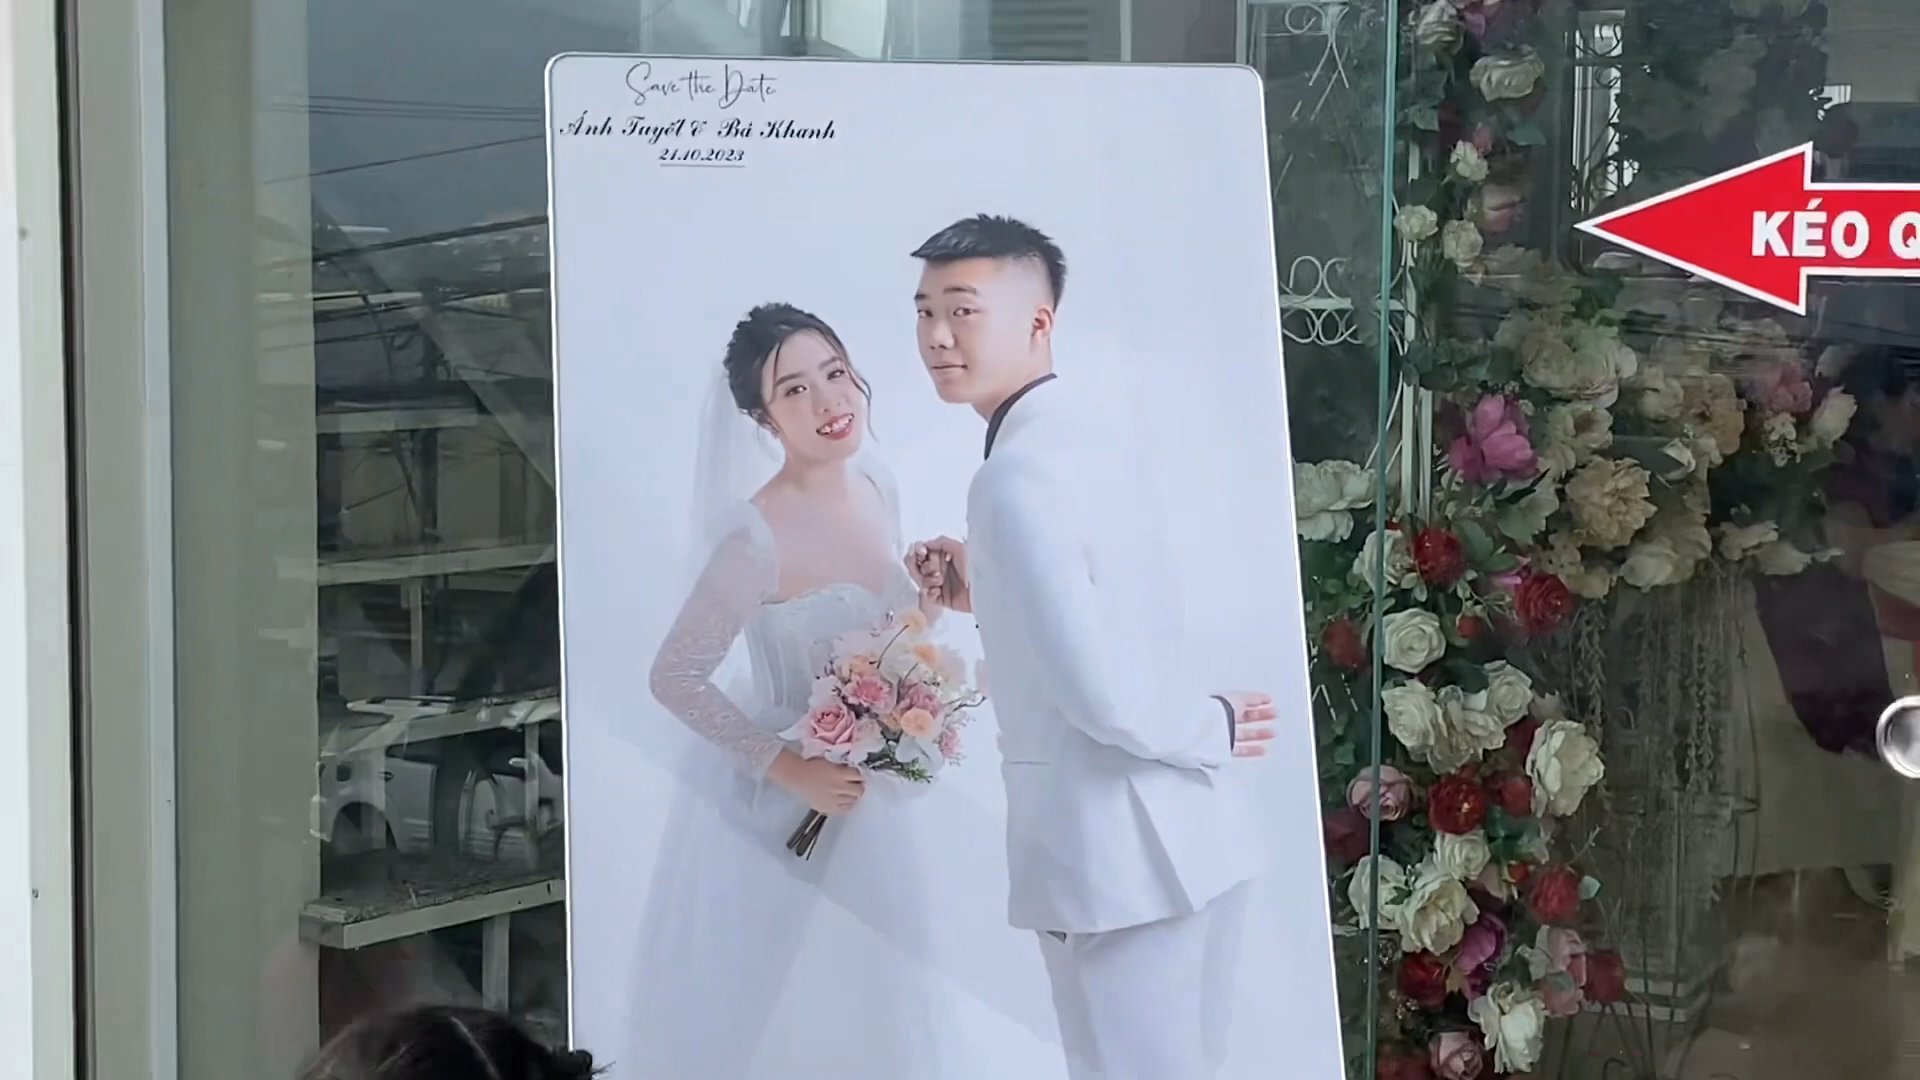 Save the Date
Ánh Tuyết & Bá Khanh
21.10.2023
KÉO